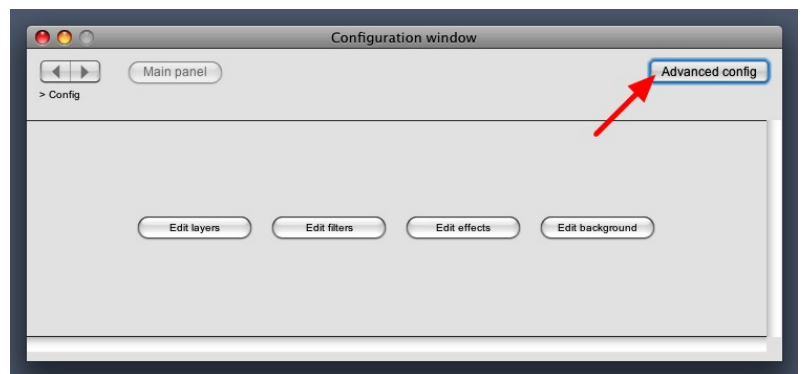 Configuration window
Main panel
Advanced config
> Config
Edit layers
Edit filters
Edit effects
Edit background